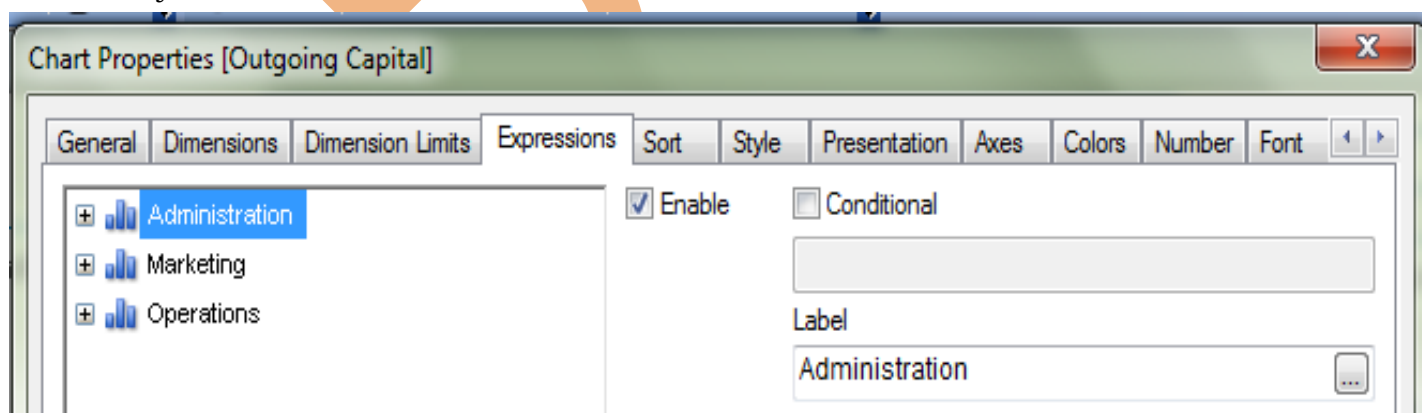 Chart Properties [Outgoing Capital]
General Dimensions Dimension Limits Expressions Sort Style Presentation Axes Colors Number Font
Administration Enable Conditional
Marketing
Operations
Label
Administration ...